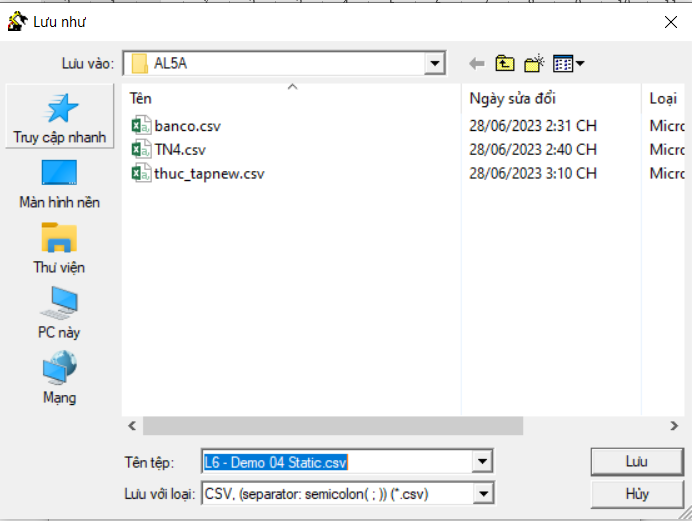 Lưu như
Lưu vào: AL5A
Tên Ngày sửa đổi Loại
banco.csv 28/06/2023 2:31 CH Micro
TN4.csv 28/06/2023 2:40 CH Micro
thuc_tapnew.csv 28/06/2023 3:10 CH Micro
Truy cập nhanh
Màn hình nền
Thư viện
PC này
Mạng
Tên tệp: L6 - Demo 04 Static.csv Lưu
Lưu với loại: CSV, (separator: semicolon( ; )) (*.csv) Hủy